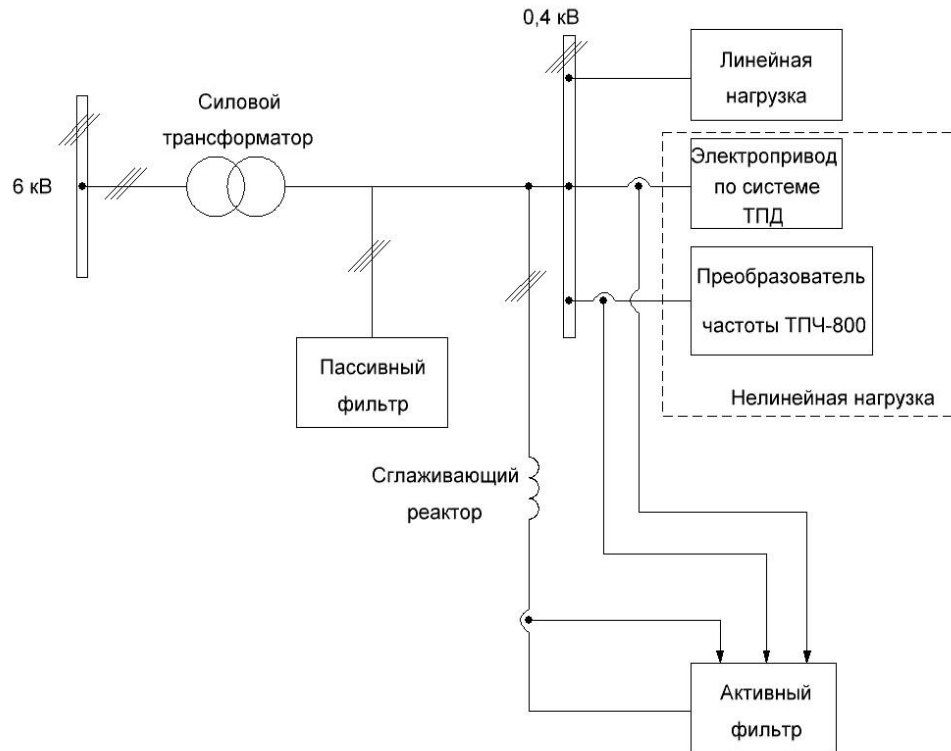 0,4 кВ
Линейная
нагрузка
Силовой
трансформатор
Электропривод
по системе
ТПД
6 кВ
Преобразователь
частоты ТПЧ-800
Пассивный
фильтр
Нелинейная нагрузка
Сглаживающий
реактор
Активный
фильтр